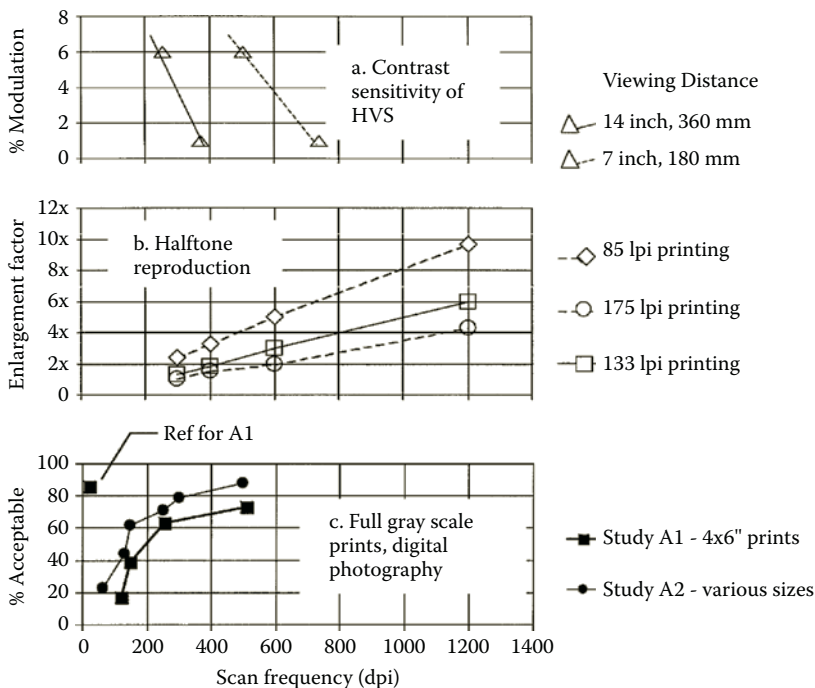 8
6
4
2
0
% Modulation
a. Contrast
sensitivity of
HVS
Viewing Distance
14 inch, 360 mm
7 inch, 180 mm
12x
10x
8x
6x
4x
2x
0
Enlargement factor
b. Halftone
reproduction
85 lpi printing
175 lpi printing
133 lpi printing
Ref for A1
100
80
60
40
20
0
% Acceptable
c. Full gray scale
prints, digital
photography
Study A1 - 4x6" prints
Study A2 - various sizes
0 200 400 600 800 1000 1200 1400
Scan frequency (dpi)